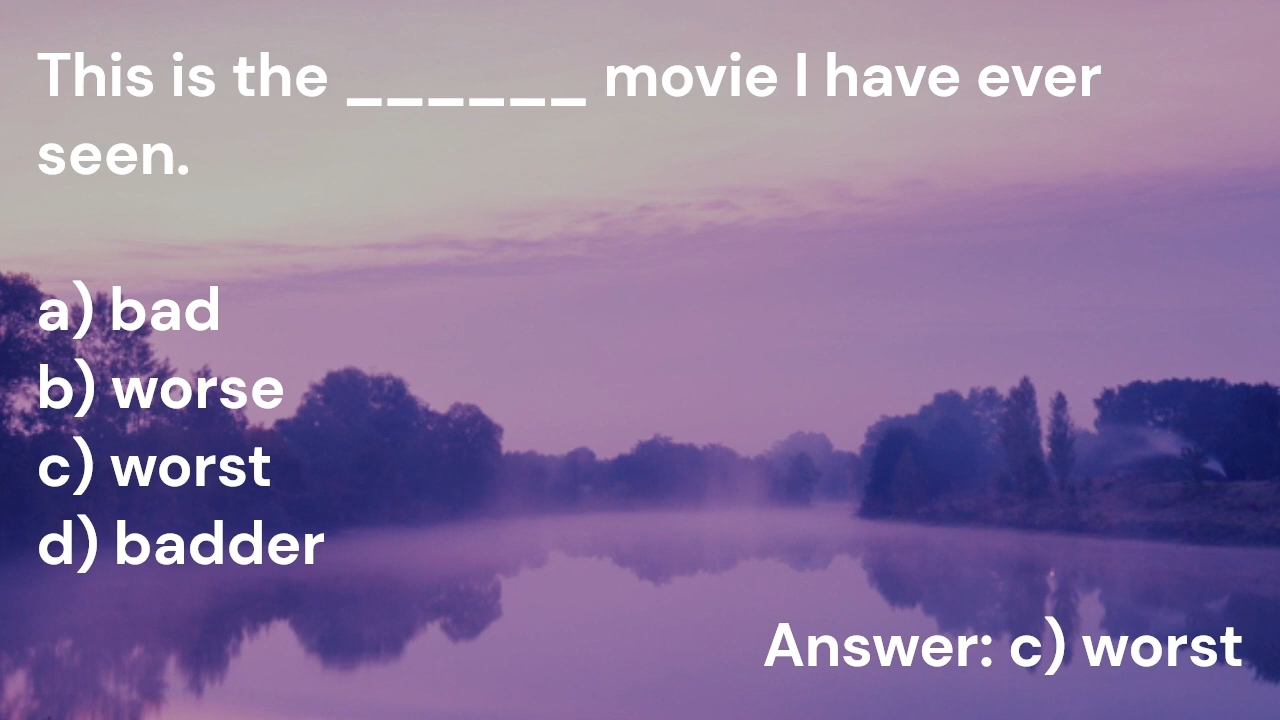 This is the ______ movie I have ever
seen.
a) bad
b) worse
c) worst
d) badder
Answer: c) worst